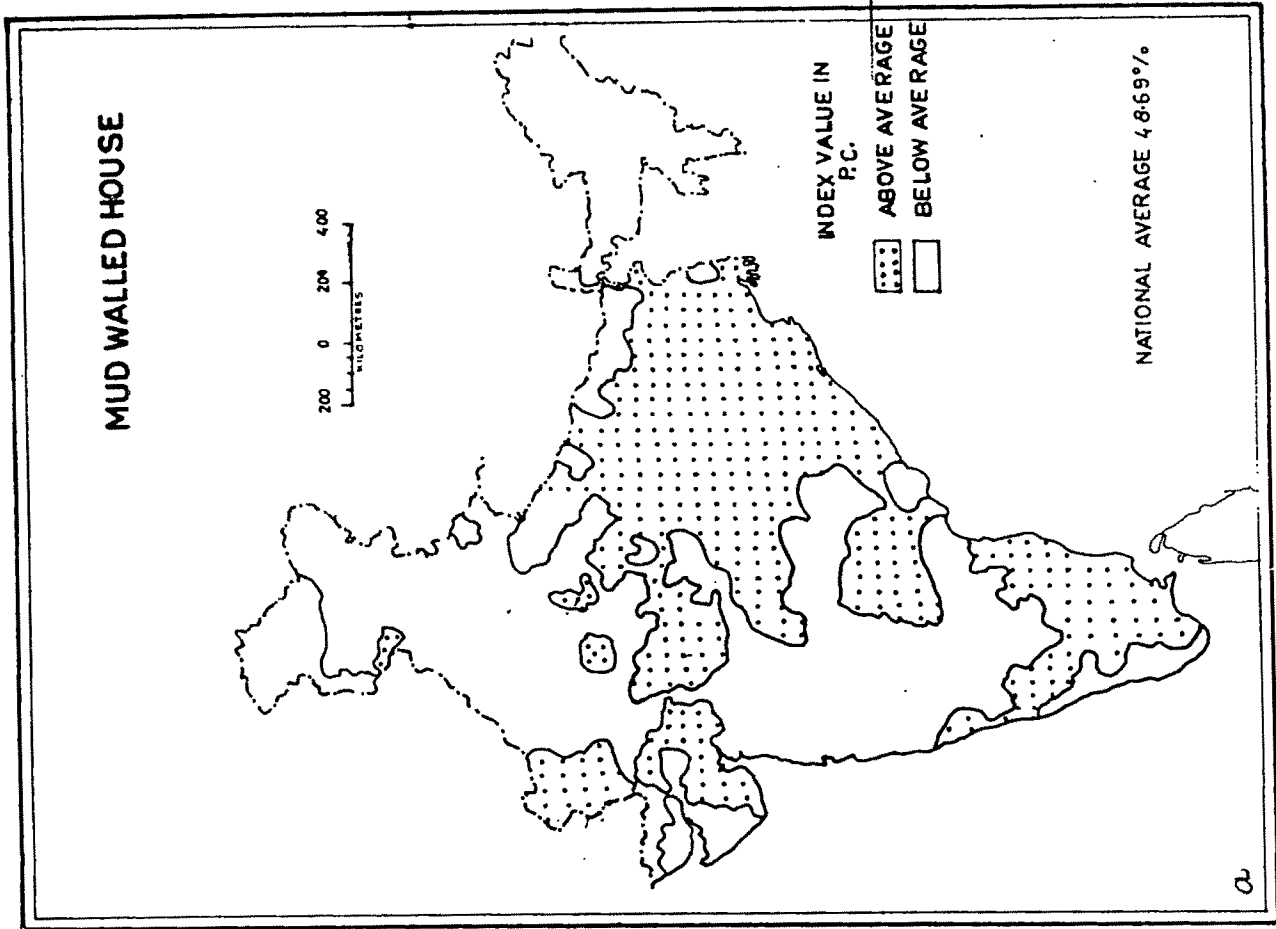 MUD WALLED HOUSE
200 0 200 400
KILOMETRES
INDEX VALUE IN
P.C.
ABOVE AVERAGE
BELOW AVERAGE
NATIONAL AVERAGE 48.69%
a